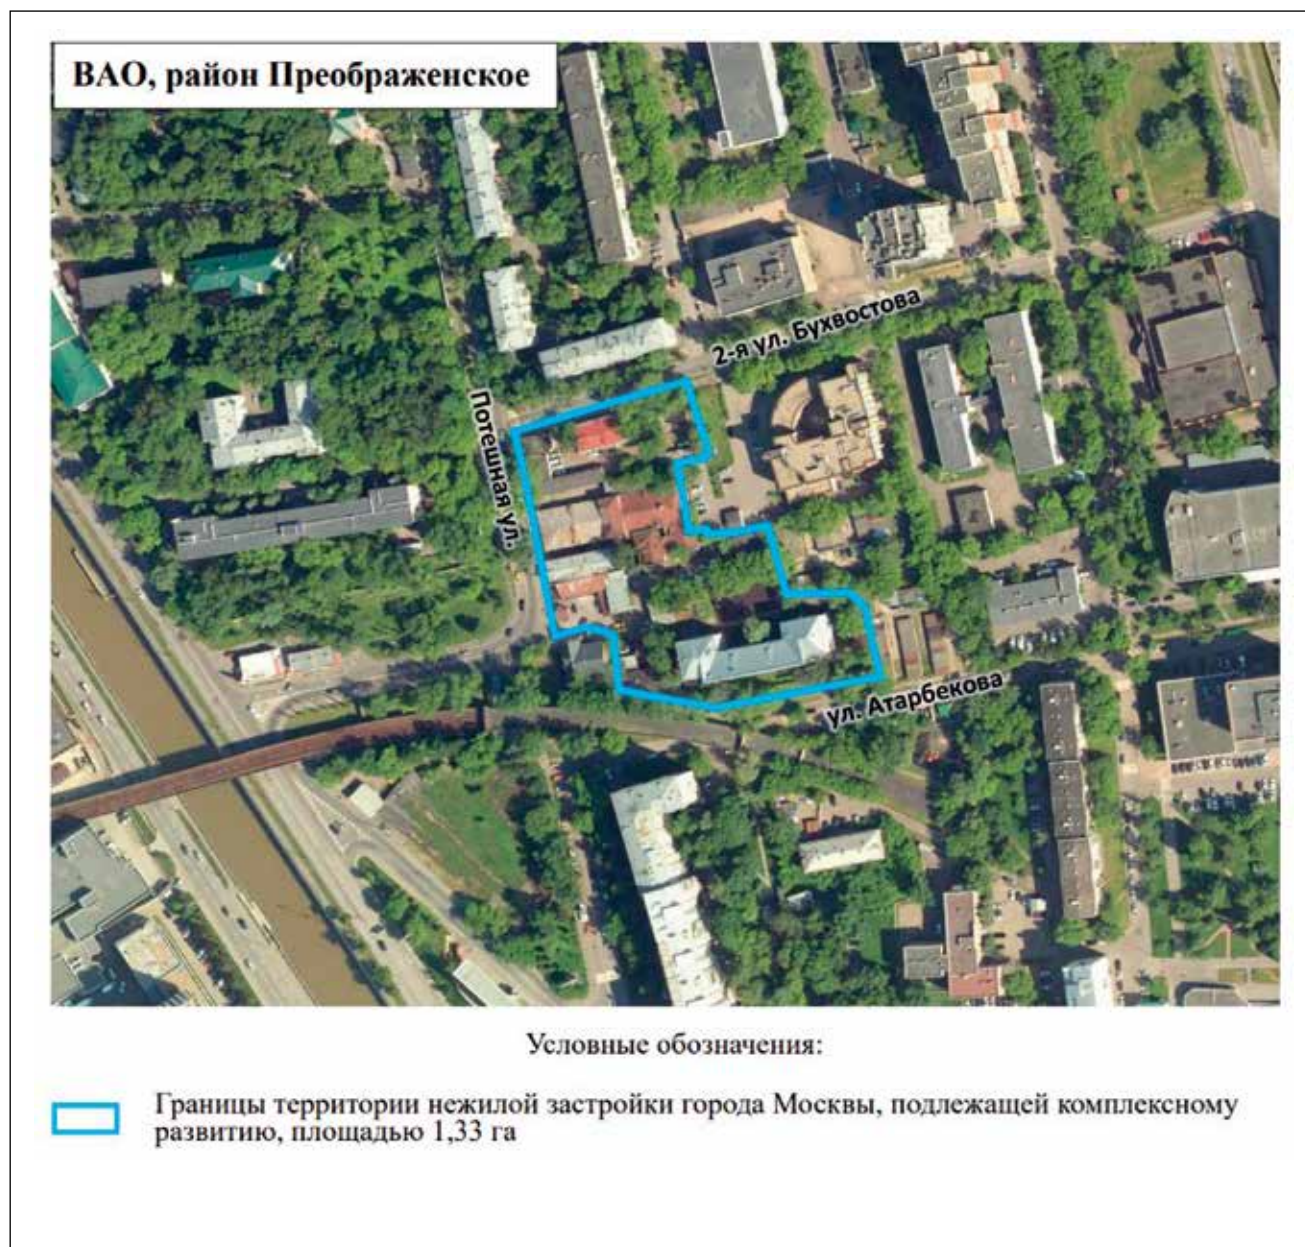 ВАО, район Преображенское
2-я ул. Бухвостова
Потешная ул.
ул. Атарбекова
Условные обозначения:
Границы территории нежилой застройки города Москвы, подлежащей комплексному
развитию, площадью 1,33 га